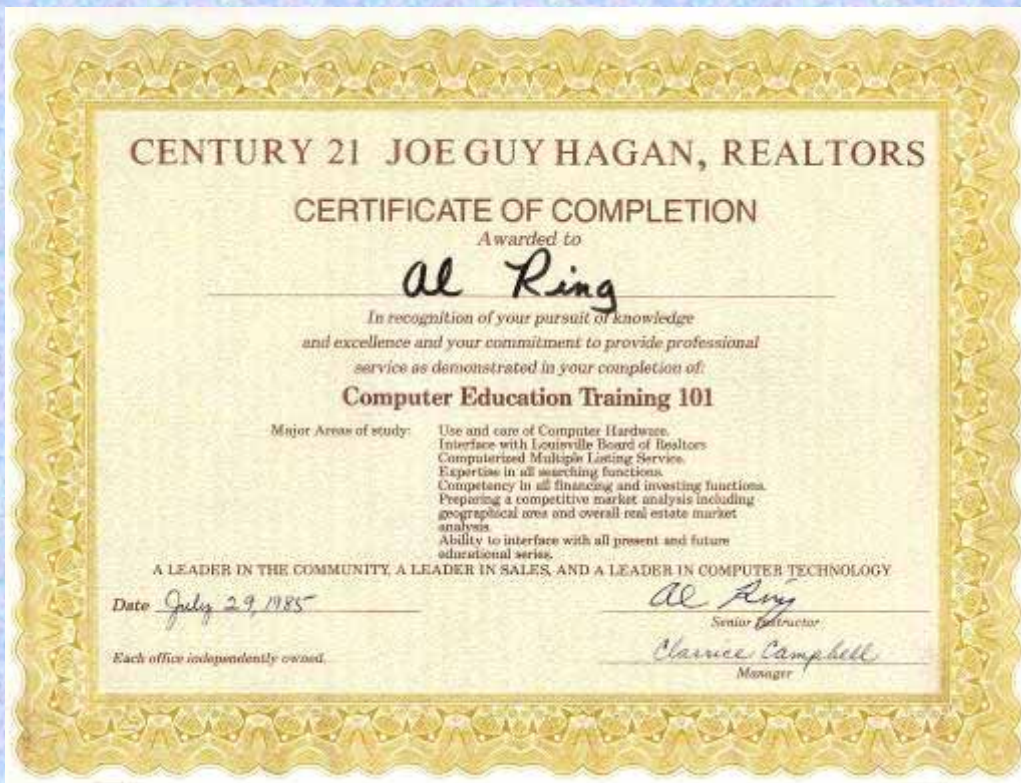 CENTURY 21 JOE GUY HAGAN, REALTORS
CERTIFICATE OF COMPLETION
Awarded to
Al Ring
In recognition of your pursuit of knowledge
and excellence and your commitment to provide professional
service as demonstrated in your completion of:
Computer Education Training 101
Major Areas of study: Use and care of Computer Hardware.
Interface with Louisville Board of Realtors
Computerized Multiple Listing Service.
Expertise in all searching functions.
Competency in all financing and investing functions.
Preparing a competitive market analysis including
geographical area and overall real estate market
analysis.
Ability to interface with all present and future
educational series.
A LEADER IN THE COMMUNITY, A LEADER IN SALES, AND A LEADER IN COMPUTER TECHNOLOGY
Date July 29, 1985
Al Ring
Senior Instructor
Each office independently owned.
Clarrice Campbell
Manager